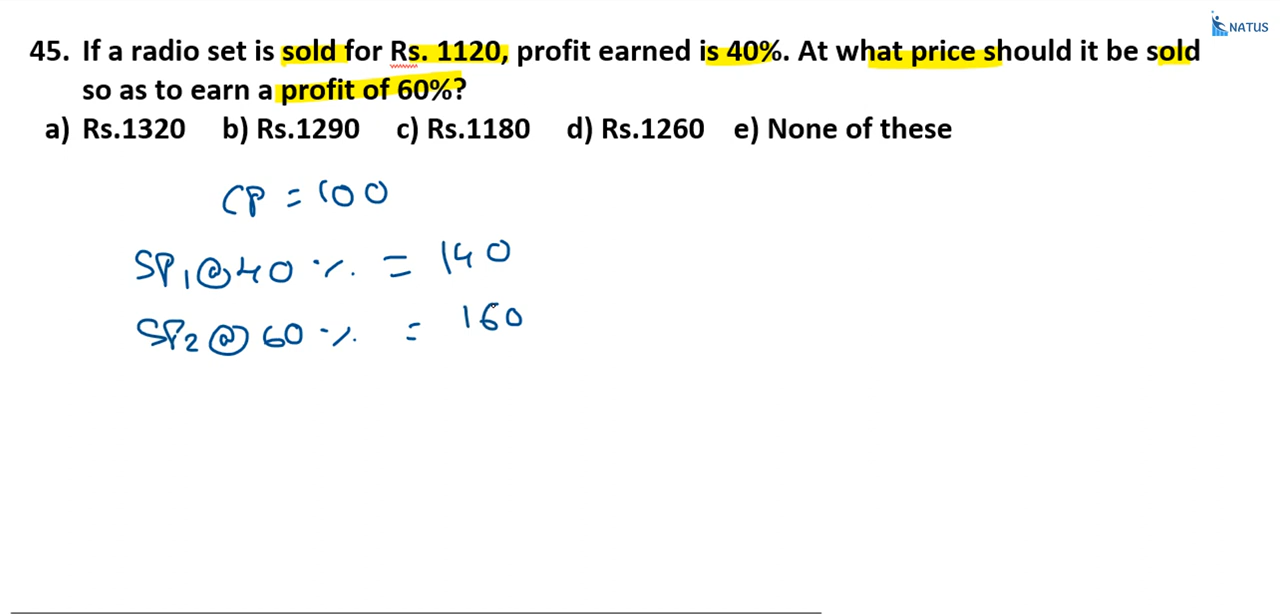 NATUS
45. If a radio set is sold for Rs. 1120, profit earned is 40%. At what price should it be sold
so as to earn a profit of 60%?
a) Rs.1320 b) Rs.1290 c) Rs.1180 d) Rs.1260 e) None of these
CP = 100
SP1 @ 40 % = 140
SP2 @ 60 % = 160